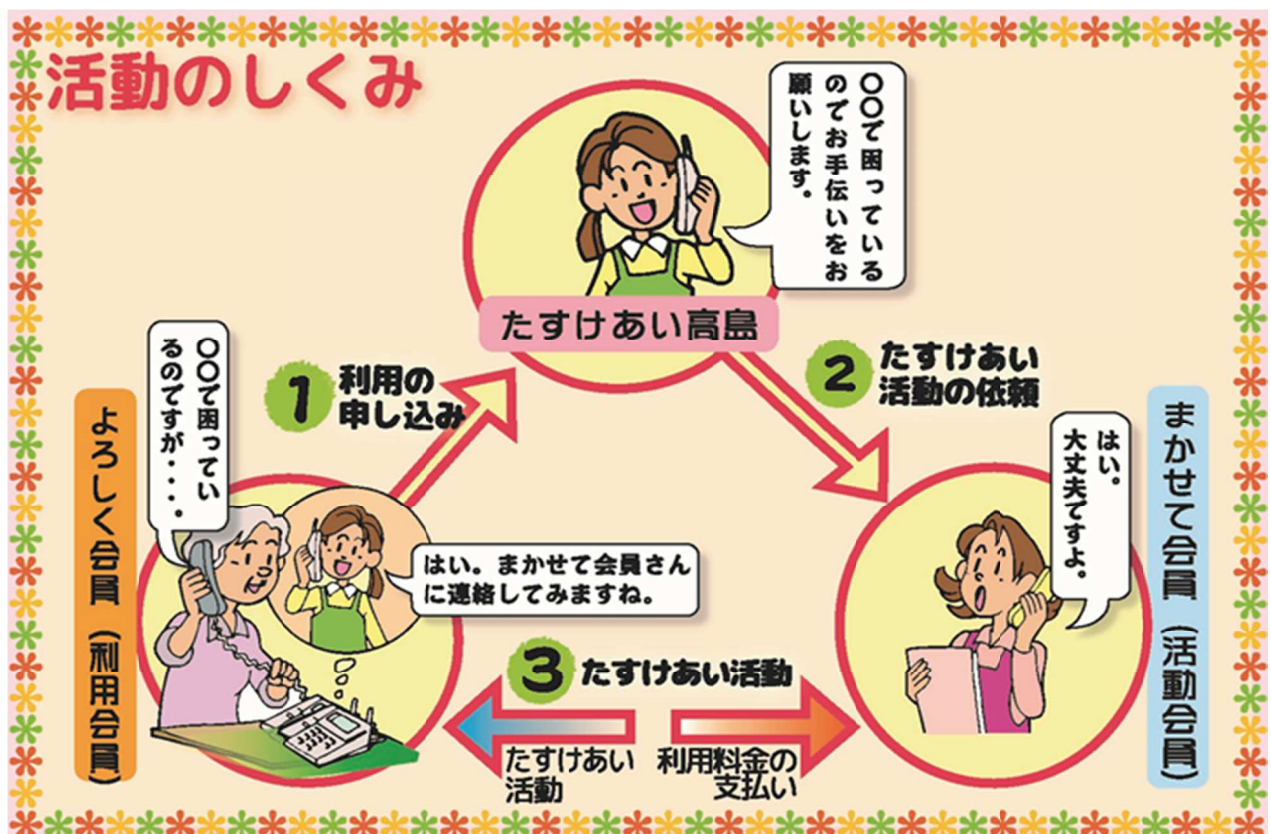 活動のしくみ
〇〇で困っている
のでお手伝いをお
願いします。
たすけあい高島
1 利用の
申し込み
2 たすけあい
活動の依頼
〇〇で困ってい
るのですが・・・・
よろしく会員（利用会員）
はい。まかせて会員さん
に連絡してみますね。
はい。
大丈夫ですよ。
まかせて会員（活動会員）
3 たすけあい活動
たすけあい
活動
利用料金の
支払い